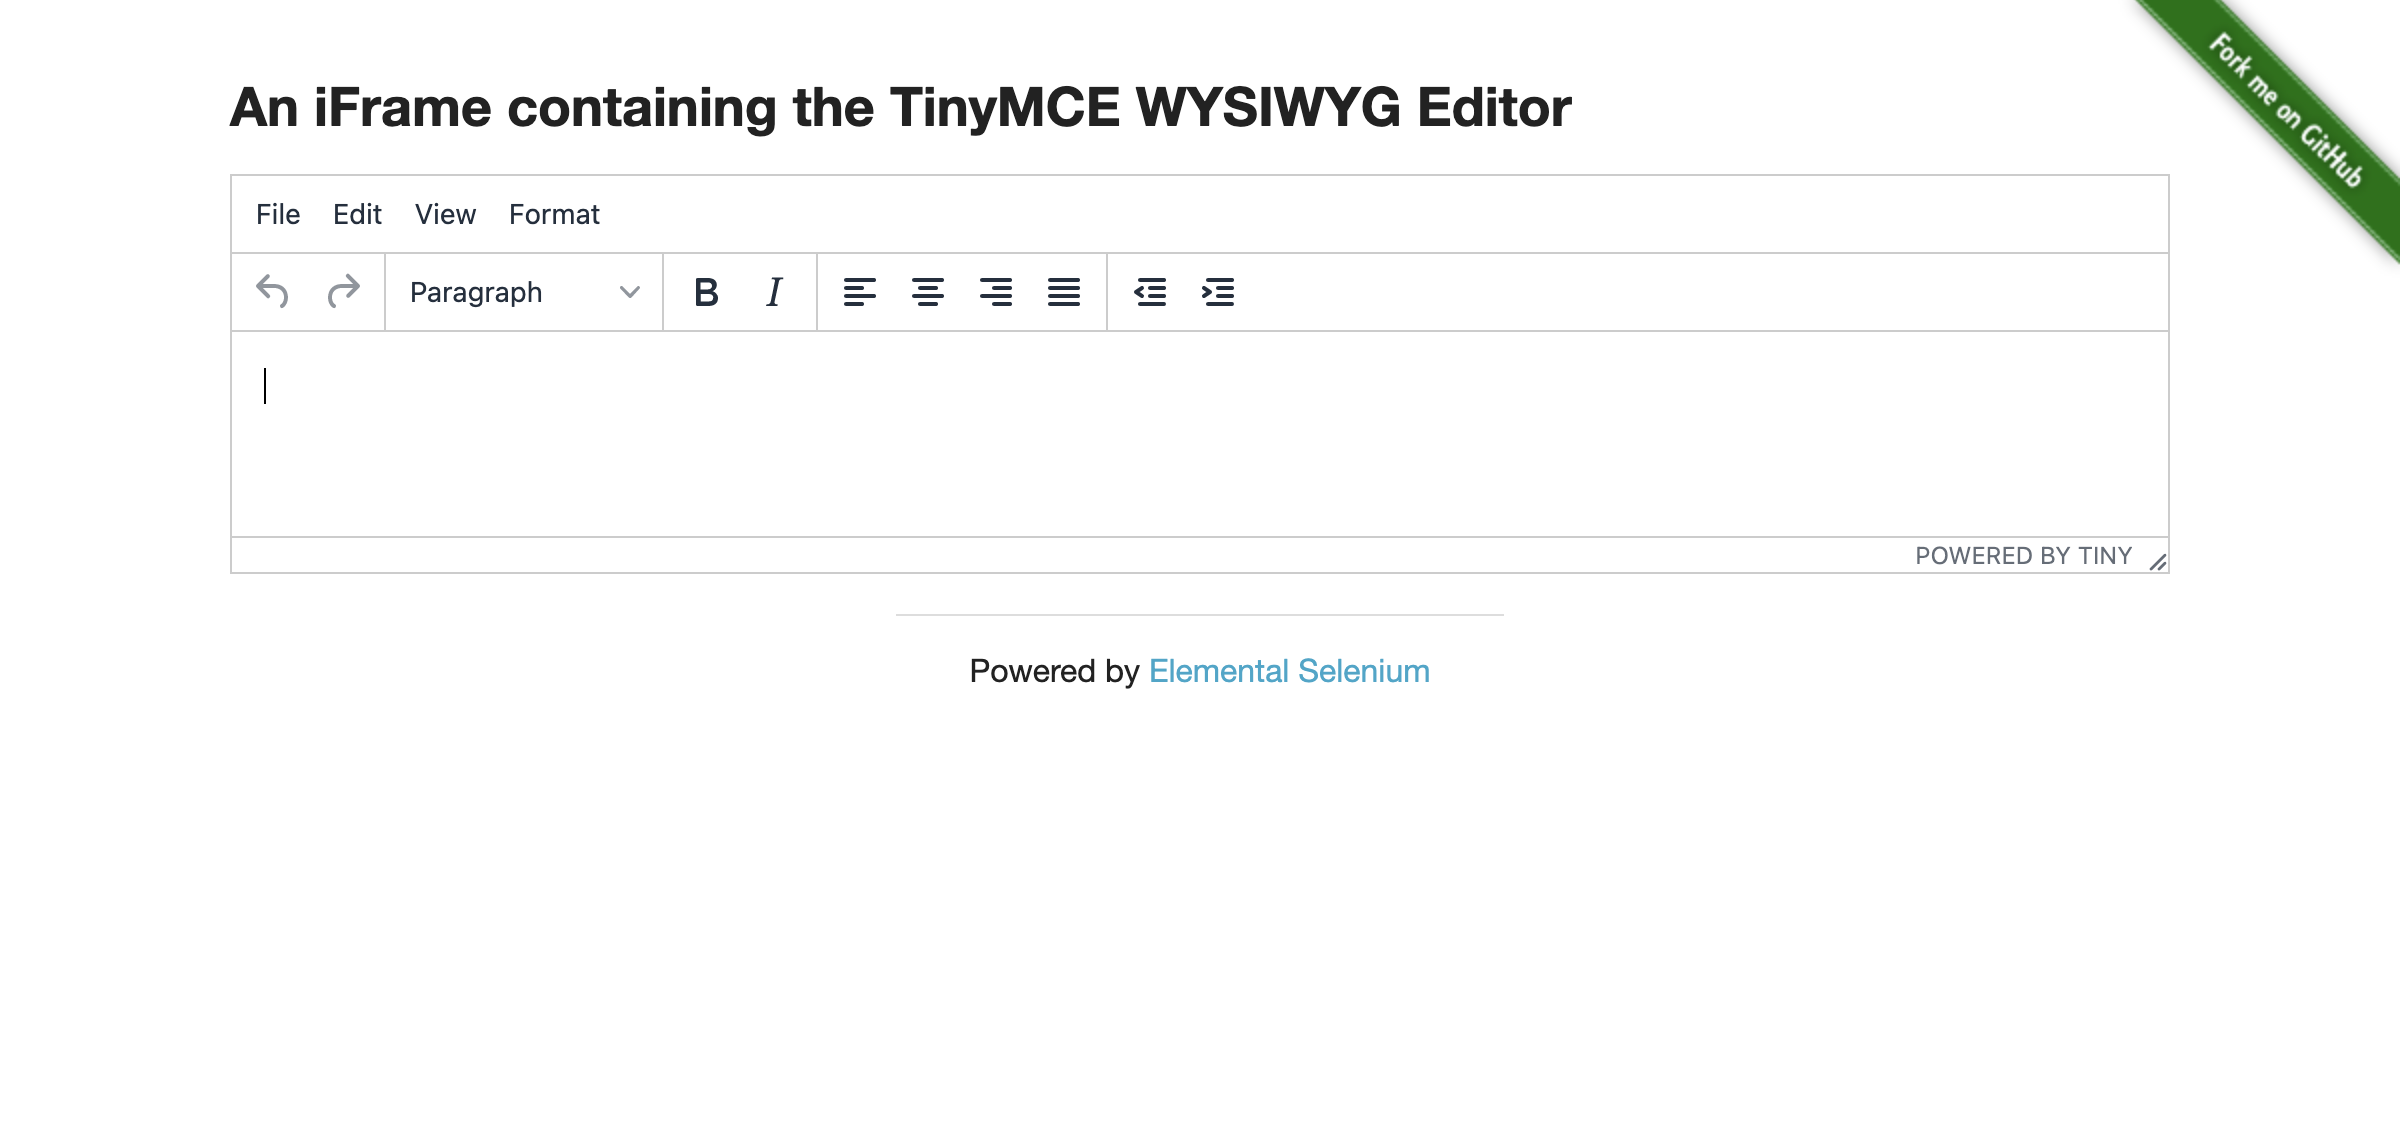 Fork me on GitHub
An iFrame containing the TinyMCE WYSIWYG Editor
File Edit View Format
Paragraph B I
POWERED BY TINY
Powered by Elemental Selenium